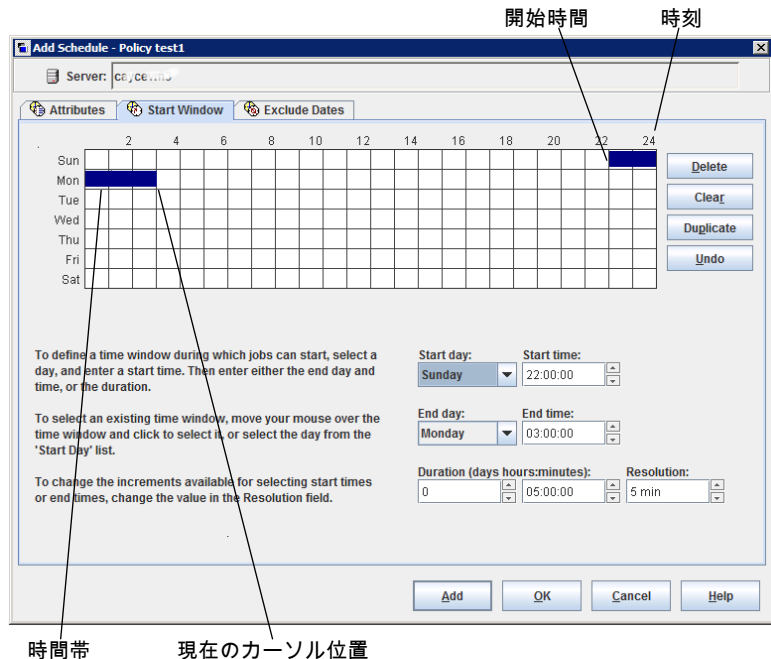 開始時間 時刻
Add Schedule - Policy test1
Server:
Attributes Start Window Exclude Dates
2 4 6 8 10 12 14 16 18 20 22 24
Sun
Mon
Tue
Wed
Thu
Fri
Sat
Delete
Clear
Duplicate
Undo
To define a time window during which jobs can start, select a
day, and enter a start time. Then enter either the end day and
time, or the duration.
To select an existing time window, move your mouse over the
time window and click to select it, or select the day from the
'Start Day' list.
To change the increments available for selecting start times
or end times, change the value in the Resolution field.
Start day: Start time:
Sunday 22:00:00
End day: End time:
Monday 03:00:00
Duration (days hours:minutes): Resolution:
0 05:00:00 5 min
Add OK Cancel Help
時間帯 現在のカーソル位置